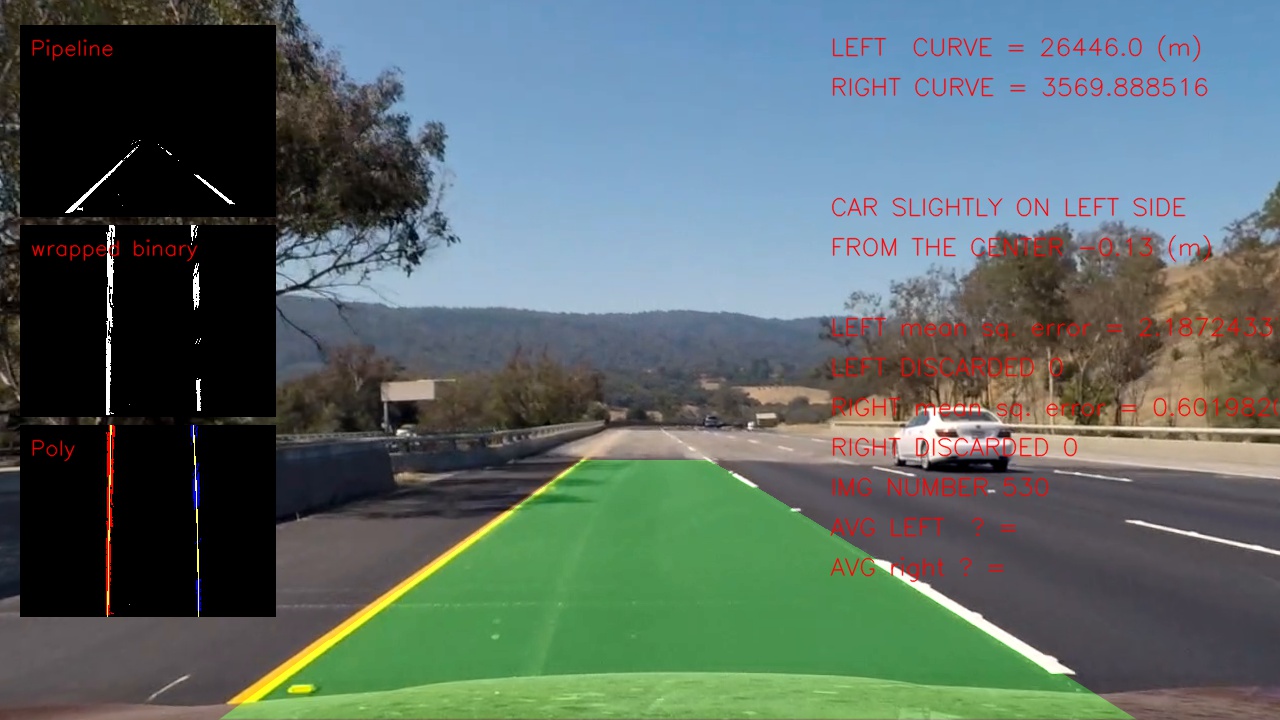 Pipeline
wrapped binary
Poly
LEFT  CURVE = 26446.0 (m)
RIGHT CURVE = 3569.888516
CAR SLIGHTLY ON LEFT SIDE
FROM THE CENTER -0.13 (m)
LEFT mean sq. error = 2.1872433
LEFT DISCARDED 0
RIGHT mean sq. error = 0.601982
RIGHT DISCARDED 0
IMG NUMBER 530
AVG LEFT  ? =
AVG right ? =